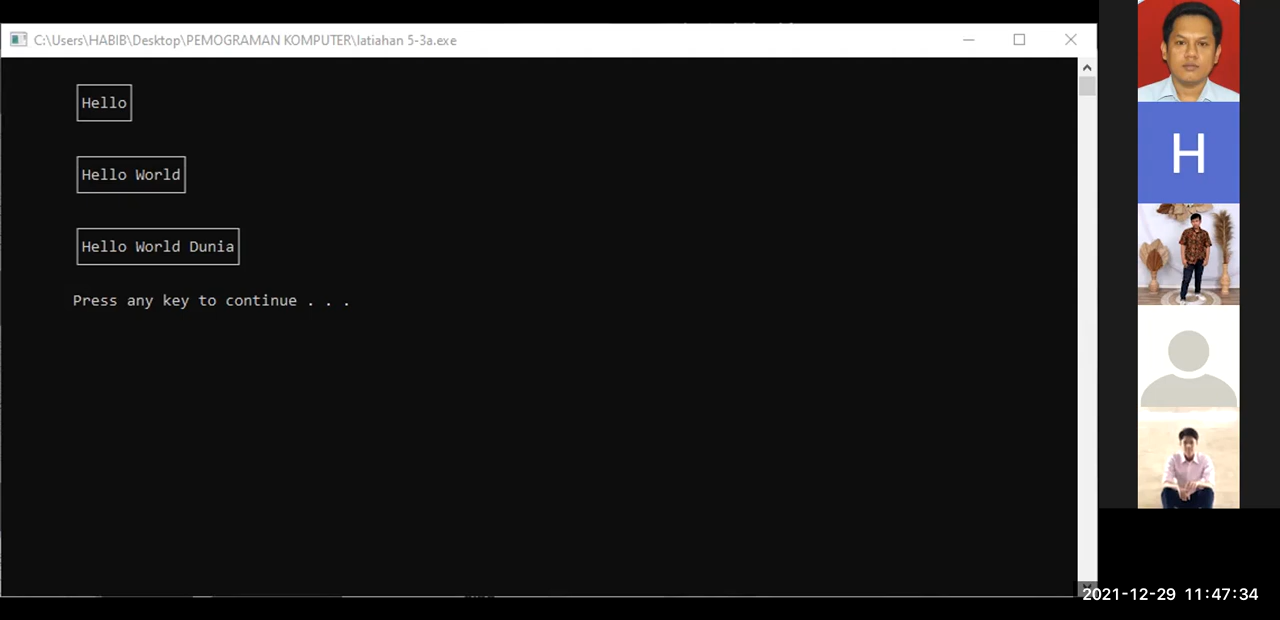 C:\Users\HABIB\Desktop\PEMOGRAMAN KOMPUTER\latiahan 5-3a.exe
Hello
Hello World
Hello World Dunia
Press any key to continue . . .
H
2021-12-29 11:47:34